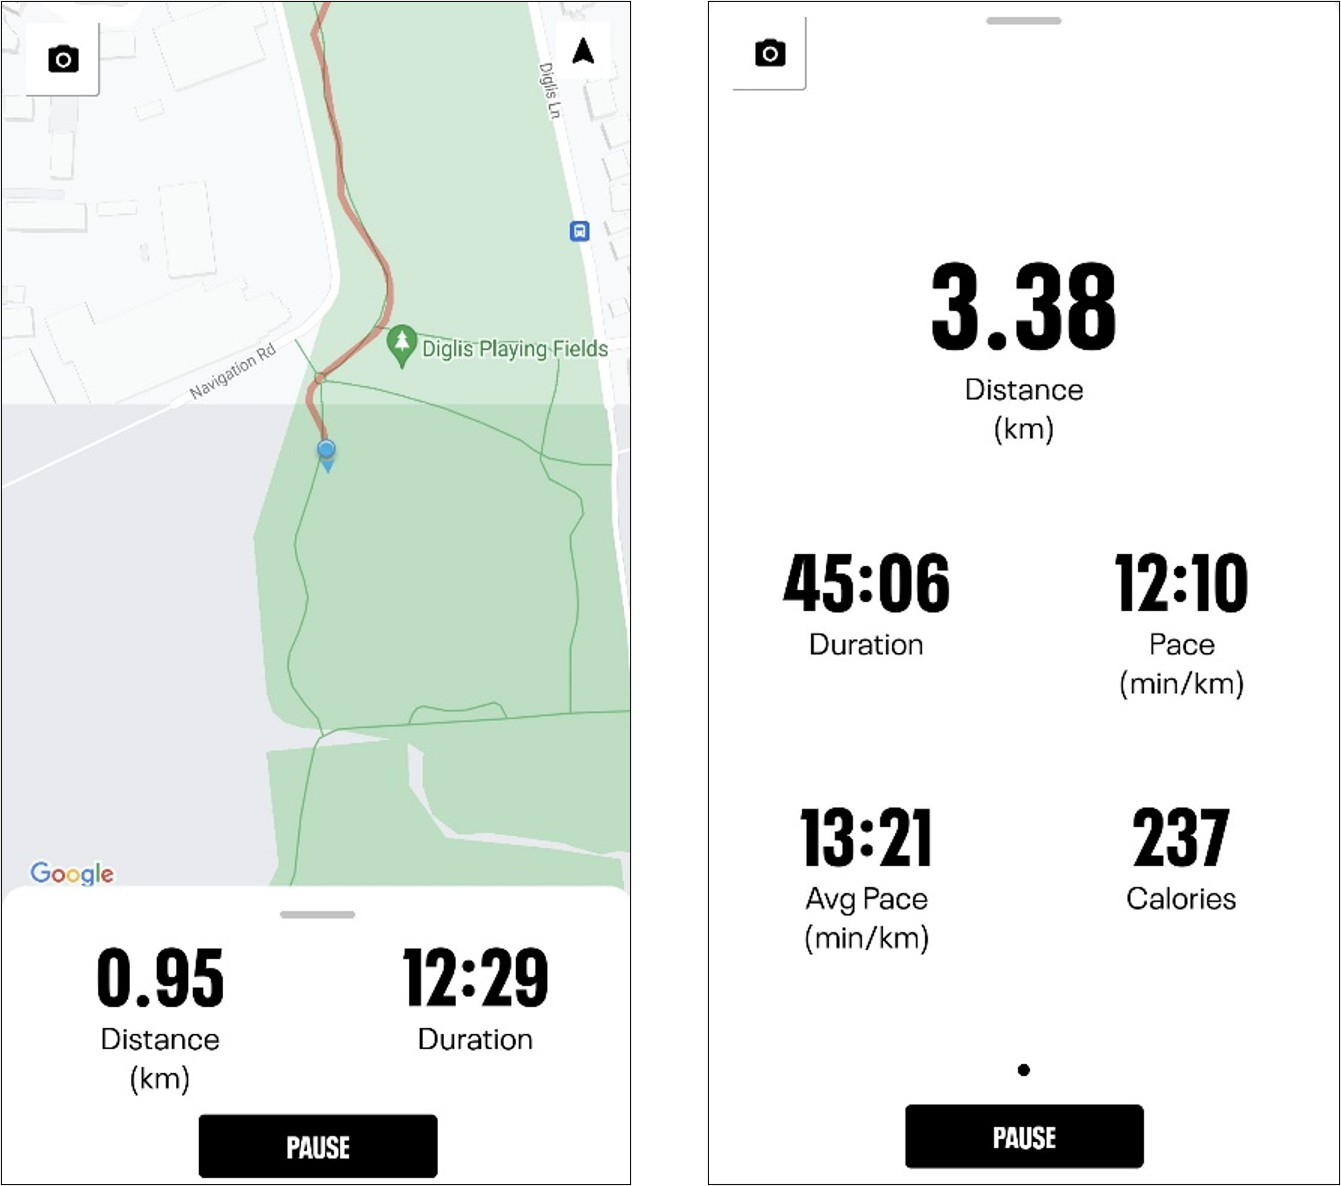 Diglis Ln
Diglis Playing Fields
Navigation Rd
Google
0.95
Distance
(km)
12:29
Duration
PAUSE
3.38
Distance
(km)
45:06
Duration
12:10
Pace
(min/km)
13:21
Avg Pace
(min/km)
237
Calories
PAUSE